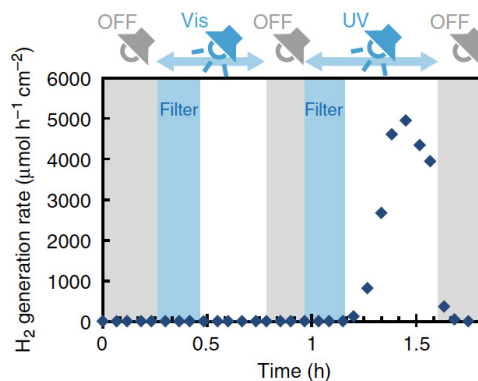 OFF Vis OFF UV OFF
H₂ generation rate (μmol h⁻¹ cm⁻²)
6000
5000
4000
3000
2000
1000
0
Filter Filter
0 0.5 1 1.5
Time (h)